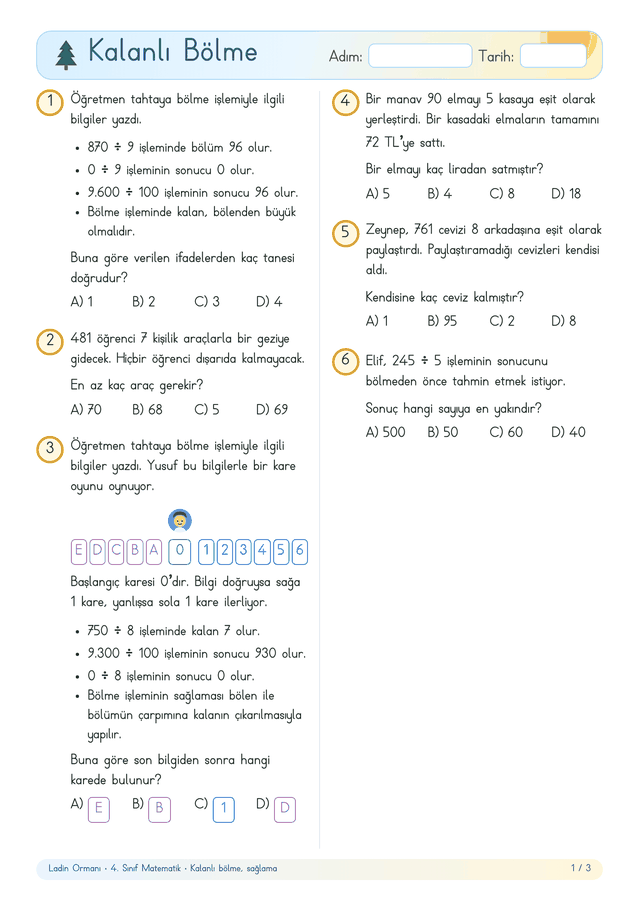 Kalanlı Bölme
Adım:
Tarih:
1
Öğretmen tahtaya bölme işlemiyle ilgili
bilgiler yazdı.
• 870 ÷ 9 işleminde bölüm 96 olur.
• 0 ÷ 9 işleminin sonucu 0 olur.
• 9.600 ÷ 100 işleminin sonucu 96 olur.
• Bölme işleminde kalan, bölenden büyük
olmalıdır.
Buna göre verilen ifadelerden kaç tanesi
doğrudur?
A) 1 B) 2 C) 3 D) 4
2
481 öğrenci 7 kişilik araçlarla bir geziye
gidecek. Hiçbir öğrenci dışarıda kalmayacak.
En az kaç araç gerekir?
A) 70 B) 68 C) 5 D) 69
3
Öğretmen tahtaya bölme işlemiyle ilgili
bilgiler yazdı. Yusuf bu bilgilerle bir kare
oyunu oynuyor.
E D C B A 0 1 2 3 4 5 6
Başlangıç karesi 0'dır. Bilgi doğruysa sağa
1 kare, yanlışsa sola 1 kare ilerliyor.
• 750 ÷ 8 işleminde kalan 7 olur.
• 9.300 ÷ 100 işleminin sonucu 930 olur.
• 0 ÷ 8 işleminin sonucu 0 olur.
• Bölme işleminin sağlaması bölen ile
bölümün çarpımına kalanın çıkarılmasıyla
yapılır.
Buna göre son bilgiden sonra hangi
karede bulunur?
A) E B) B C) 1 D) D
4
Bir manav 90 elmayı 5 kasaya eşit olarak
yerleştirdi. Bir kasadaki elmaların tamamını
72 TL'ye sattı.
Bir elmayı kaç liradan satmıştır?
A) 5 B) 4 C) 8 D) 18
5
Zeynep, 761 cevizi 8 arkadaşına eşit olarak
paylaştırdı. Paylaştıramadığı cevizleri kendisi
aldı.
Kendisine kaç ceviz kalmıştır?
A) 1 B) 95 C) 2 D) 8
6
Elif, 245 ÷ 5 işleminin sonucunu
bölmeden önce tahmin etmek istiyor.
Sonuç hangi sayıya en yakındır?
A) 500 B) 50 C) 60 D) 40
Ladin Ormanı • 4. Sınıf Matematik • Kalanlı bölme, sağlama
1 / 3